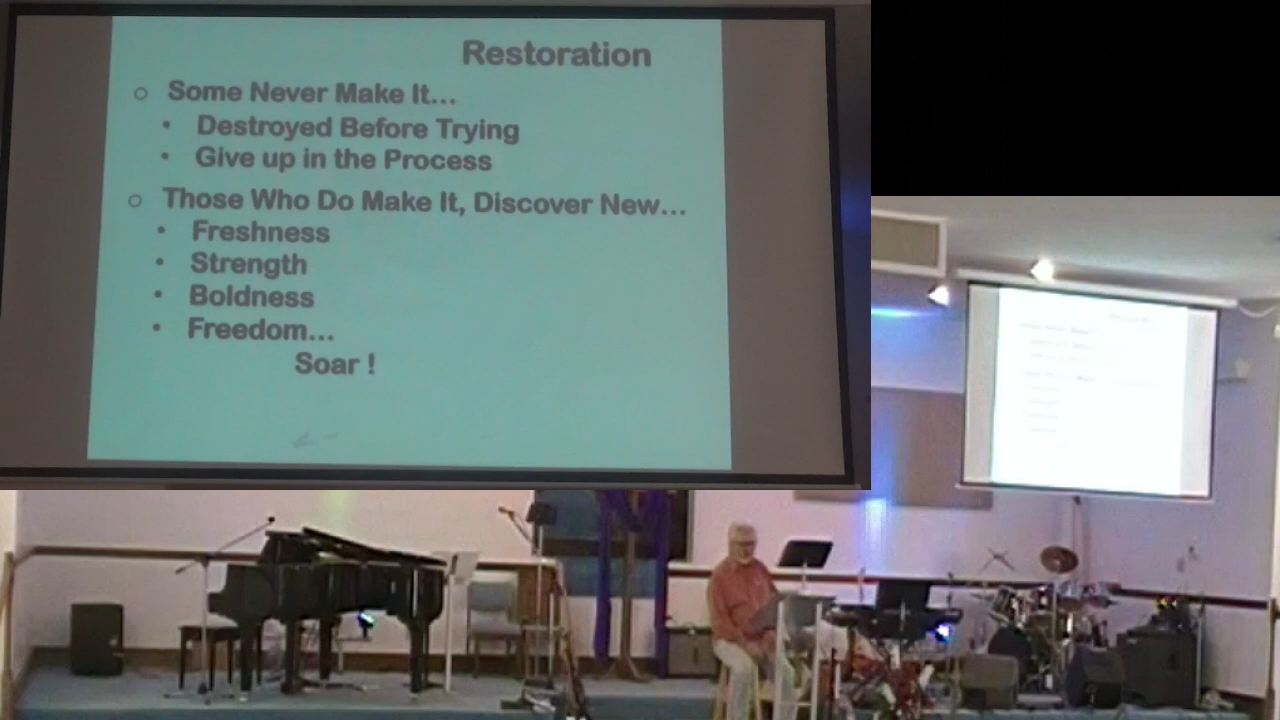 Restoration
○ Some Never Make It...
• Destroyed Before Trying
• Give up in the Process
○ Those Who Do Make It, Discover New...
• Freshness
• Strength
• Boldness
• Freedom...
Soar !